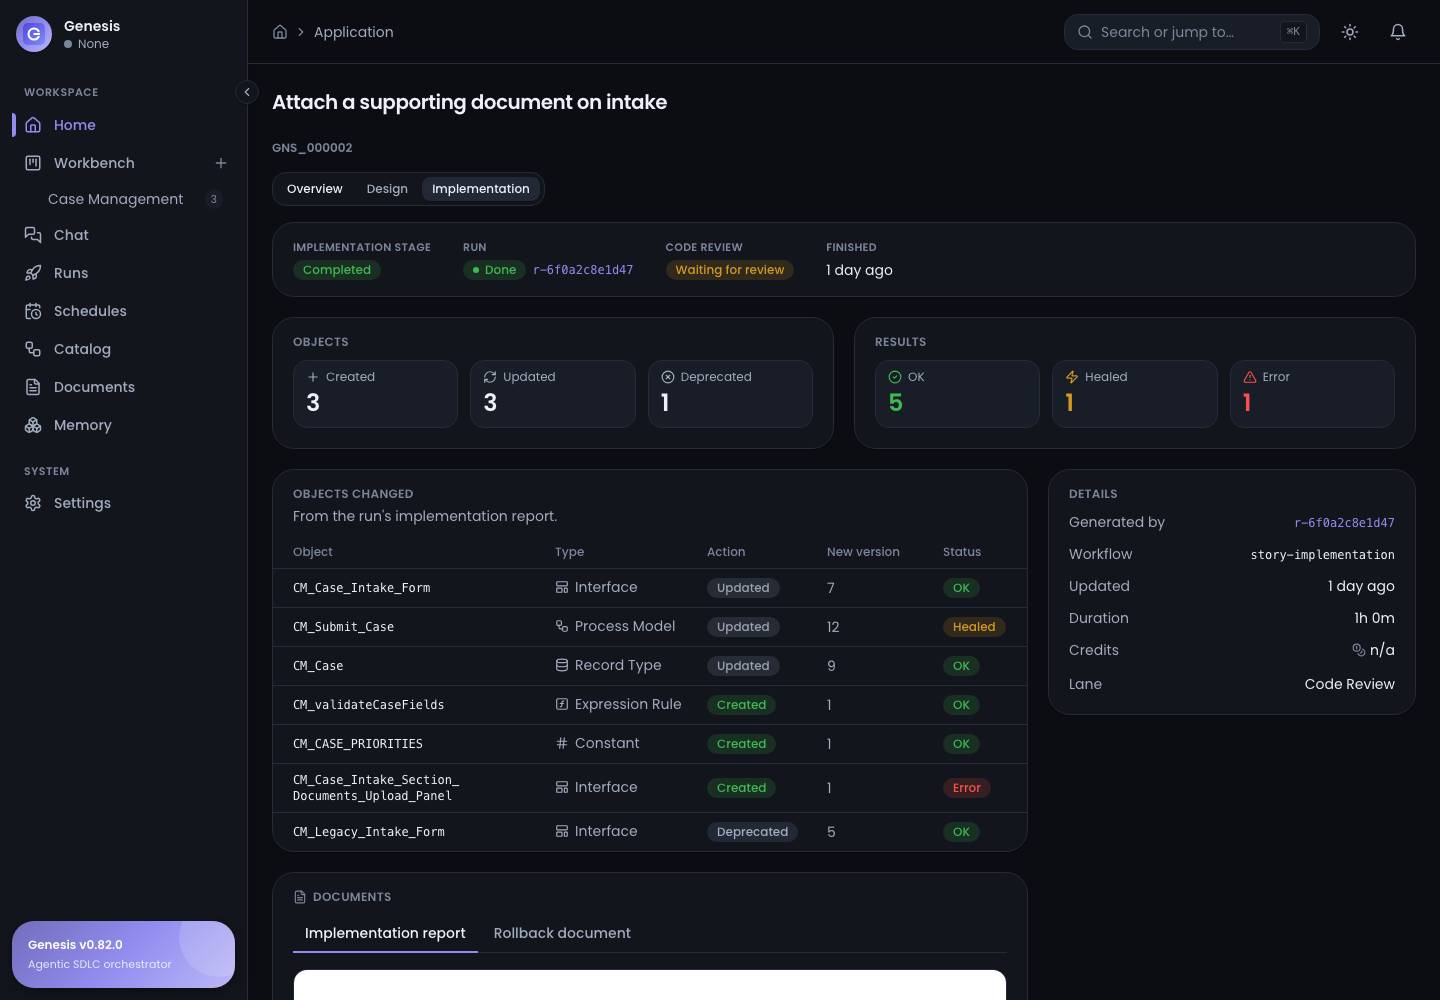 Genesis
None
WORKSPACE
Home
Workbench
Case Management 3
Chat
Runs
Schedules
Catalog
Documents
Memory
SYSTEM
Settings
Genesis v0.82.0
Agentic SDLC orchestrator
Application
Search or jump to... ⌘K
Attach a supporting document on intake
GNS_000002
Overview Design Implementation
IMPLEMENTATION STAGE RUN CODE REVIEW FINISHED
Completed Done r-6f0a2c8e1d47 Waiting for review 1 day ago
OBJECTS
Created Updated Deprecated
3 3 1
RESULTS
OK Healed Error
5 1 1
OBJECTS CHANGED
From the run's implementation report.
Object Type Action New version Status
CM_Case_Intake_Form Interface Updated 7 OK
CM_Submit_Case Process Model Updated 12 Healed
CM_Case Record Type Updated 9 OK
CM_validateCaseFields Expression Rule Created 1 OK
CM_CASE_PRIORITIES Constant Created 1 OK
CM_Case_Intake_Section_
Documents_Upload_Panel Interface Created 1 Error
CM_Legacy_Intake_Form Interface Deprecated 5 OK
DETAILS
Generated by r-6f0a2c8e1d47
Workflow story-implementation
Updated 1 day ago
Duration 1h 0m
Credits n/a
Lane Code Review
DOCUMENTS
Implementation report Rollback document